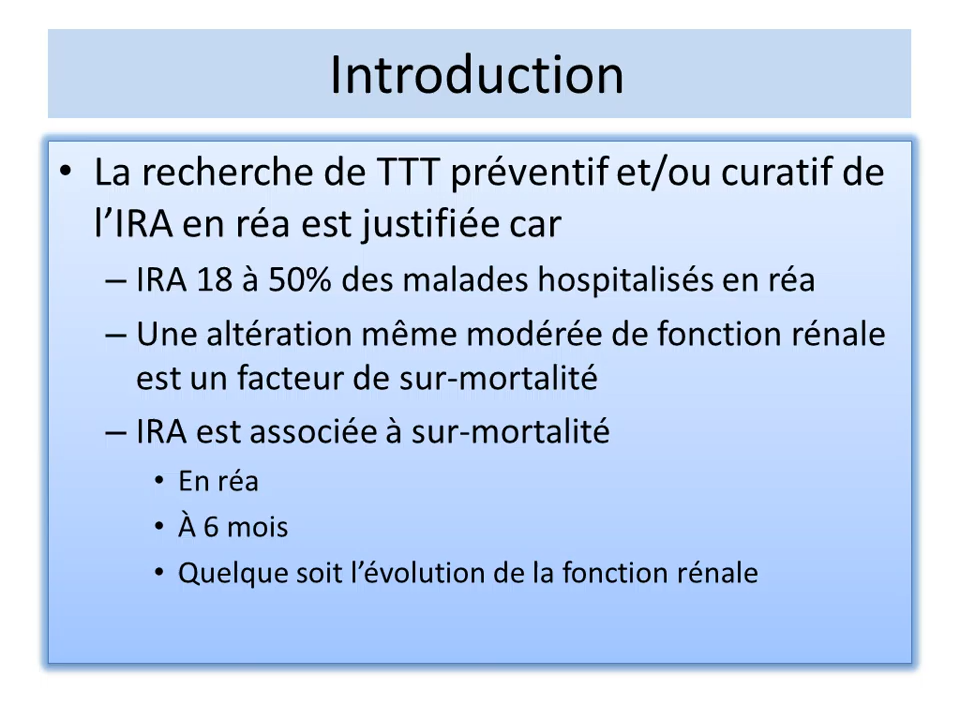 Introduction
• La recherche de TTT préventif et/ou curatif de
l’IRA en réa est justifiée car
– IRA 18 à 50% des malades hospitalisés en réa
– Une altération même modérée de fonction rénale
est un facteur de sur-mortalité
– IRA est associée à sur-mortalité
• En réa
• À 6 mois
• Quelque soit l’évolution de la fonction rénale